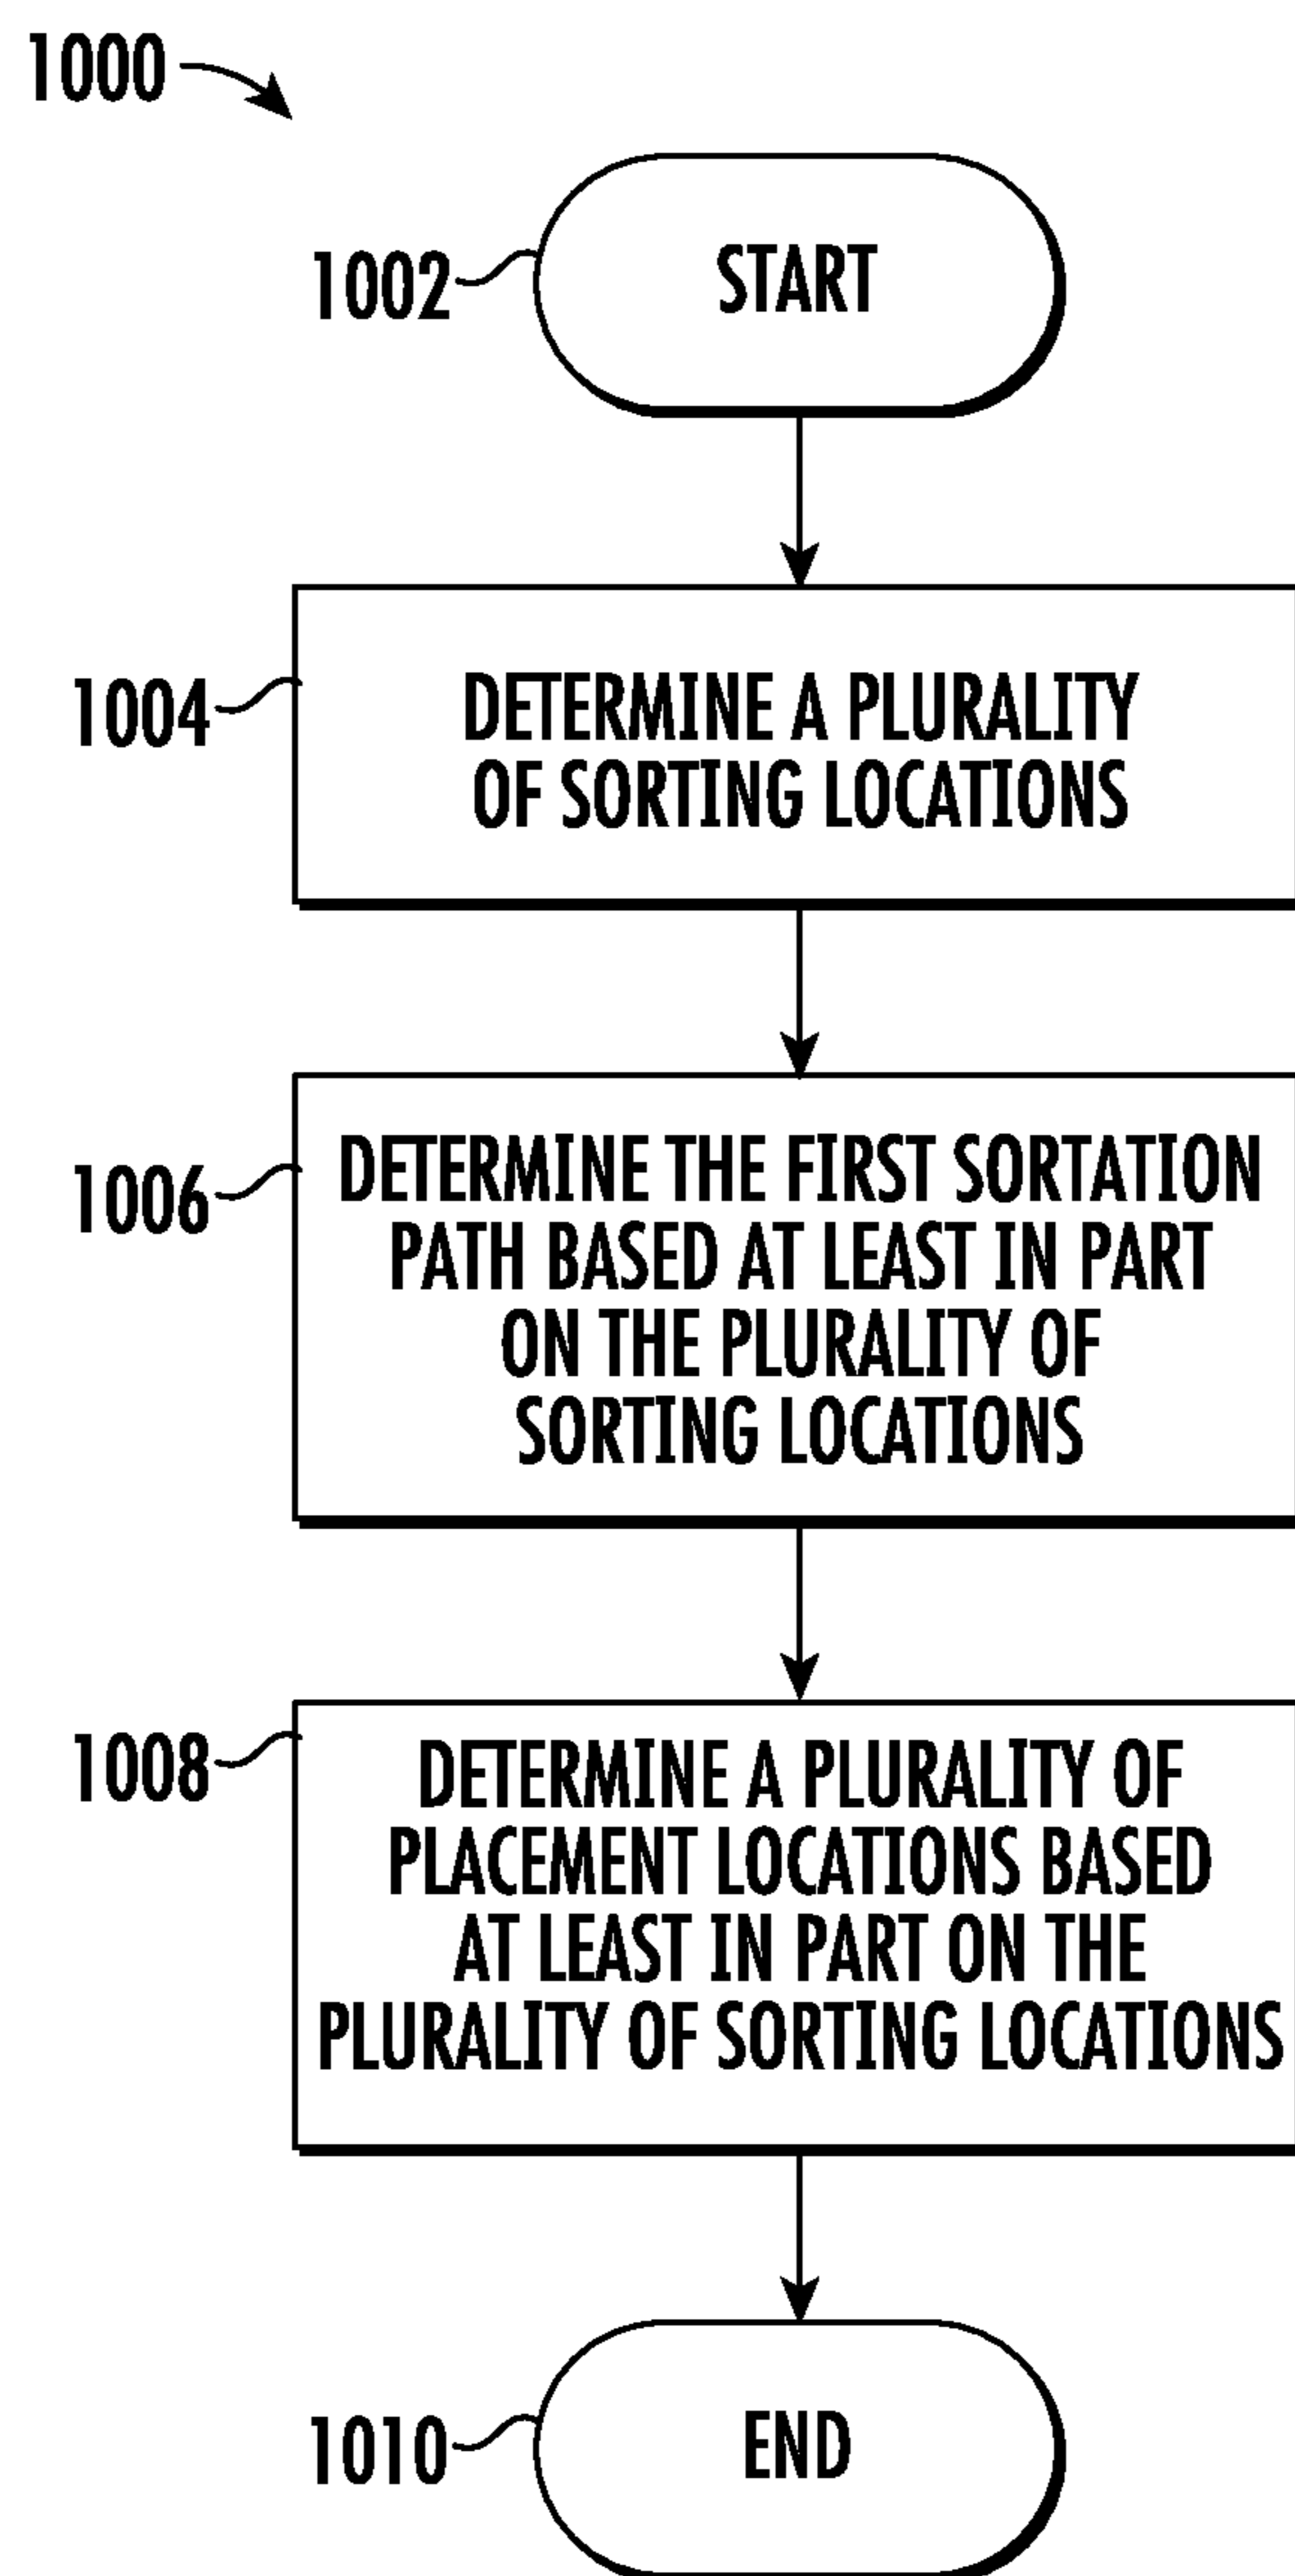 1000
1002
START
1004
DETERMINE A PLURALITY
OF SORTING LOCATIONS
1006
DETERMINE THE FIRST SORTATION
PATH BASED AT LEAST IN PART
ON THE PLURALITY OF
SORTING LOCATIONS
1008
DETERMINE A PLURALITY OF
PLACEMENT LOCATIONS BASED
AT LEAST IN PART ON THE
PLURALITY OF SORTING LOCATIONS
1010
END